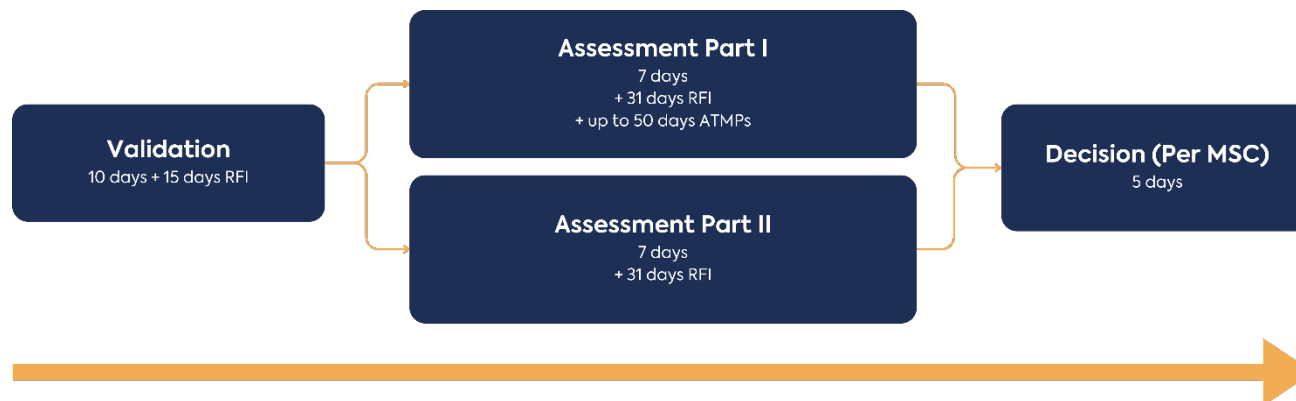 Validation
10 days + 15 days RFI
Assessment Part I
7 days
+ 31 days RFI
+ up to 50 days ATMPs
Assessment Part II
7 days
+ 31 days RFI
Decision (Per MSC)
5 days